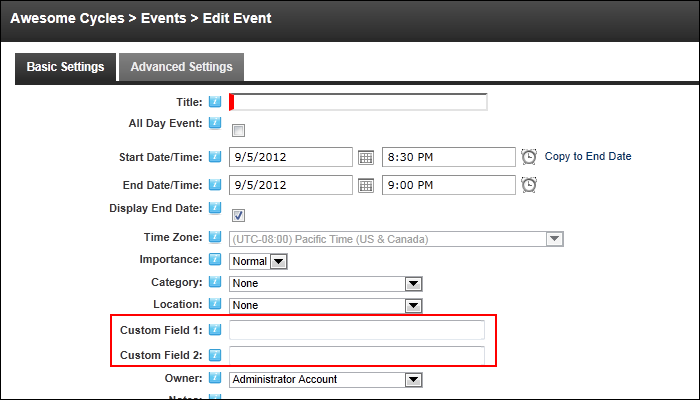 Awesome Cycles > Events > Edit Event
Basic Settings Advanced Settings
Title:
All Day Event:
Start Date/Time: 9/5/2012 8:30 PM Copy to End Date
End Date/Time: 9/5/2012 9:00 PM
Display End Date:
Time Zone: (UTC-08:00) Pacific Time (US & Canada)
Importance: Normal
Category: None
Location: None
Custom Field 1:
Custom Field 2:
Owner: Administrator Account
Notes: